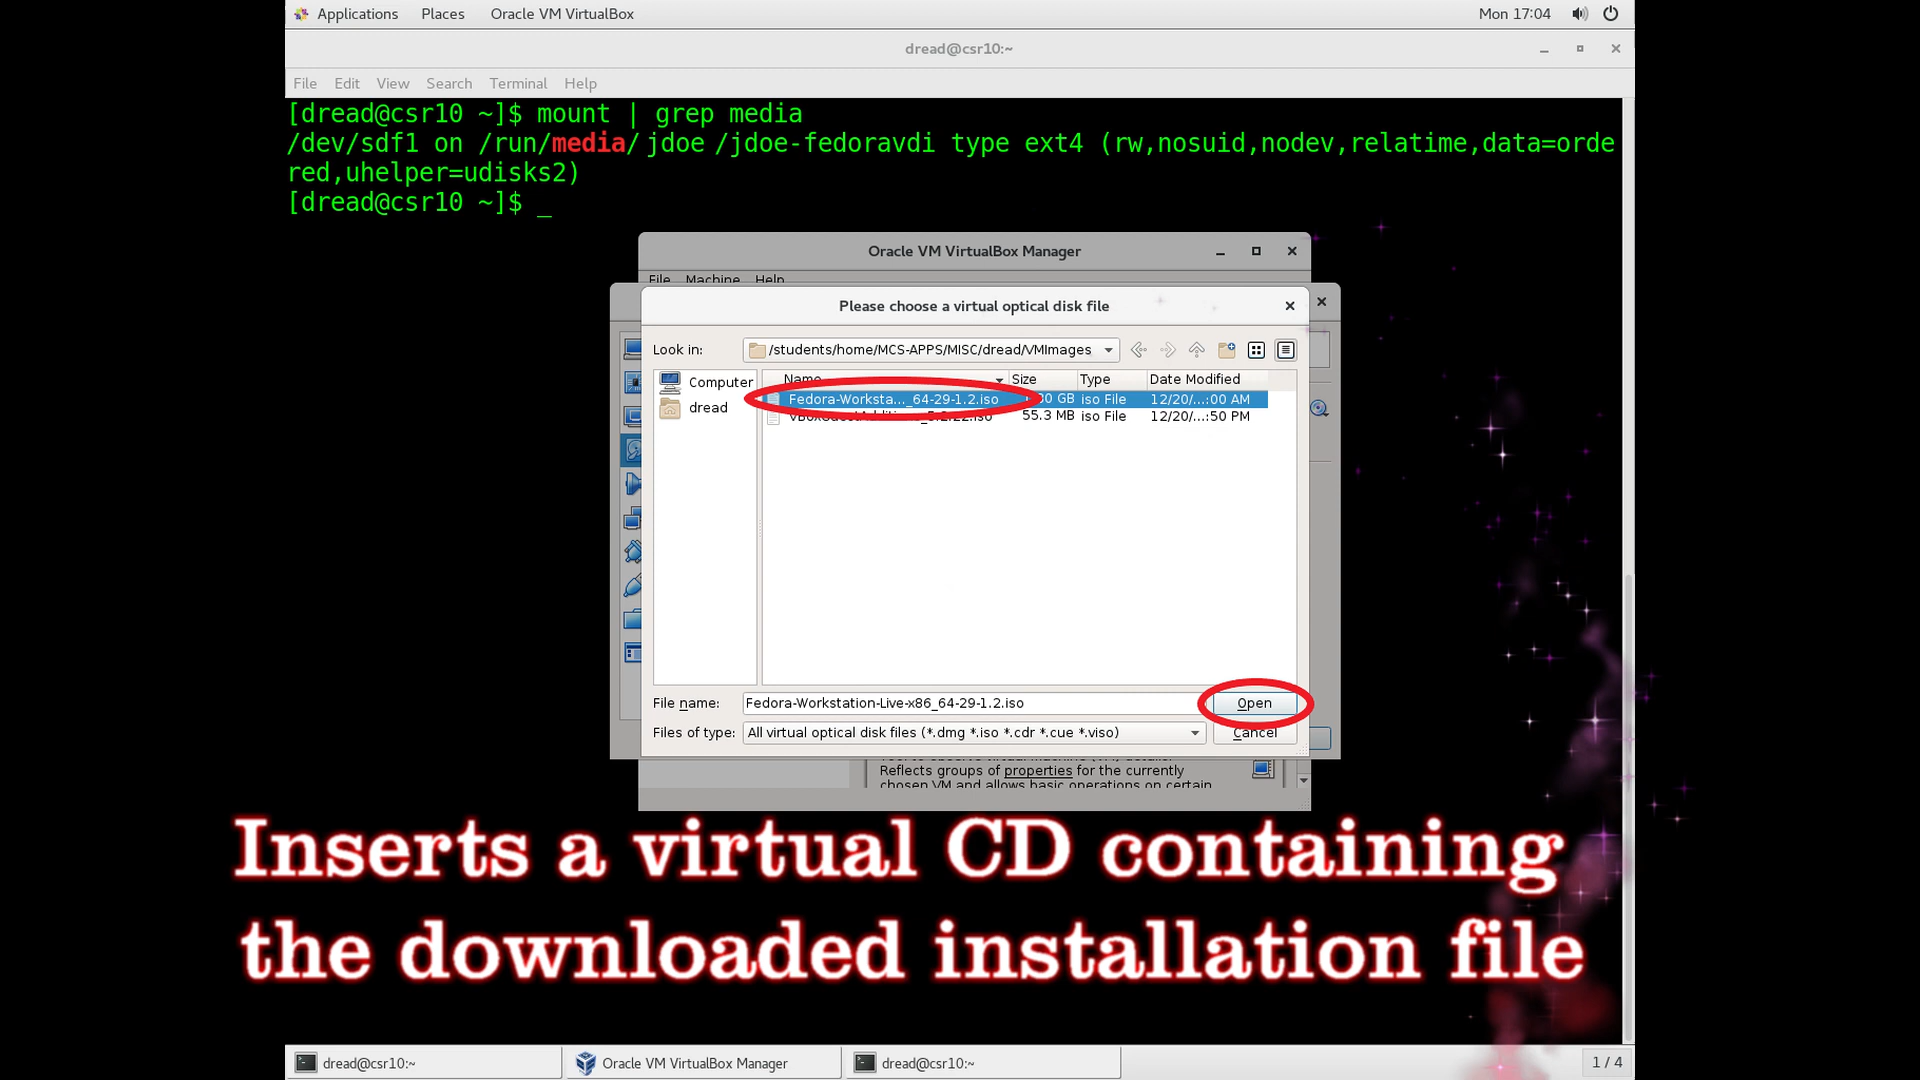 Applications Places Oracle VM VirtualBox Mon 17:04
dread@csr10:~
File Edit View Search Terminal Help
[dread@csr10 ~]$ mount | grep media
/dev/sdf1 on /run/media/jdoe/jdoe-fedoravdi type ext4 (rw,nosuid,nodev,relatime,data=orde
red,uhelper=udisks2)
[dread@csr10 ~]$ _
Oracle VM VirtualBox Manager
File Machine Help
Please choose a virtual optical disk file
Look in: /students/home/MCS-APPS/MISC/dread/VMImages
Computer
dread
Name Size Type Date Modified
Fedora-Worksta..._64-29-1.2.iso GB iso File 12/20/...:00 AM
55.3 MB iso File 12/20/...:50 PM
File name: Fedora-Workstation-Live-x86_64-29-1.2.iso Open
Files of type: All virtual optical disk files (*.dmg *.iso *.cdr *.cue *.viso) Cancel
Reflects groups of properties for the currently
chosen VM and allows basic operations on certain
Inserts a virtual CD containing
the downloaded installation file
dread@csr10:~ Oracle VM VirtualBox Manager dread@csr10:~ 1 / 4